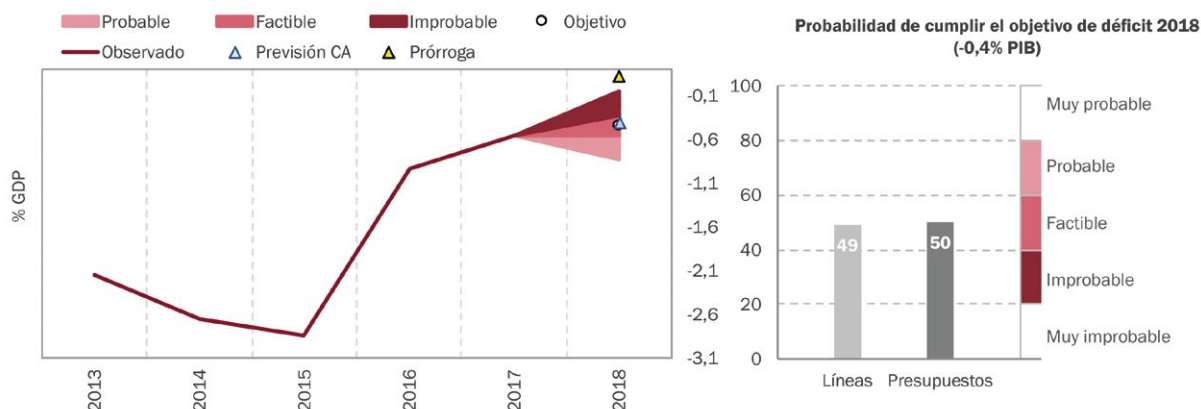 Probable Factible Improbable Objetivo
Observado Previsión CA Prórroga
% GDP
-0,1
-0,6
-1,1
-1,6
-2,1
-2,6
-3,1
2013 2014 2015 2016 2017 2018
Probabilidad de cumplir el objetivo de déficit 2018
(-0,4% PIB)
100
80
60
40
20
0
49 50
Líneas Presupuestos
Muy probable
Probable
Factible
Improbable
Muy improbable